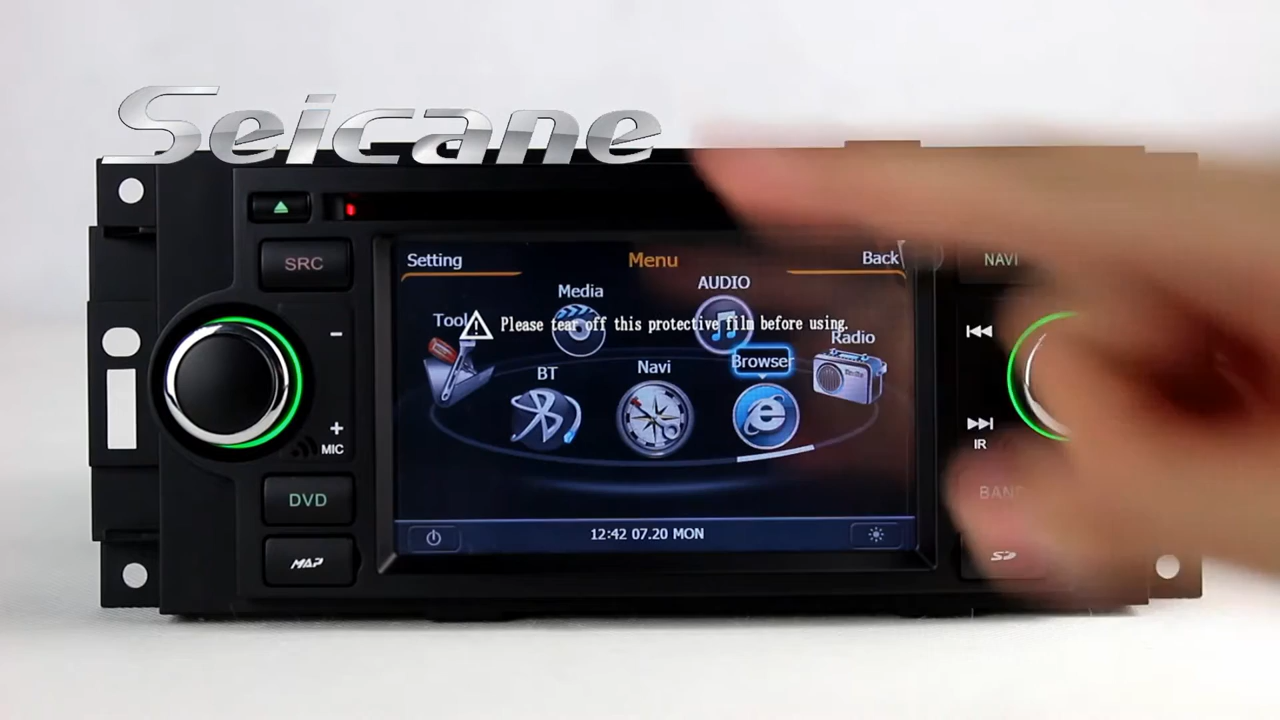 Seicane
SRC
NAVI
Setting
Menu
Back
Media
AUDIO
Tool
Please tear off this protective film before using.
Radio
BT
Navi
Browser
Radio
-
+
MIC
IR
DVD
BAND
MAP
SD
12:42 07.20 MON